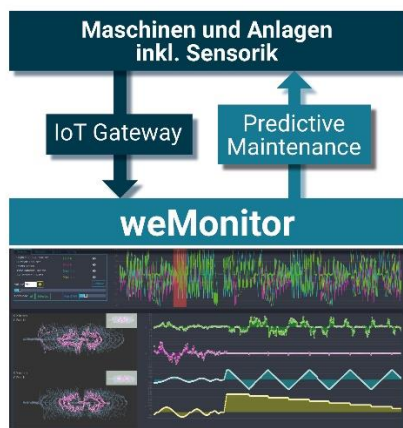 Maschinen und Anlagen
inkl. Sensorik
IoT Gateway
Predictive
Maintenance
weMonitor